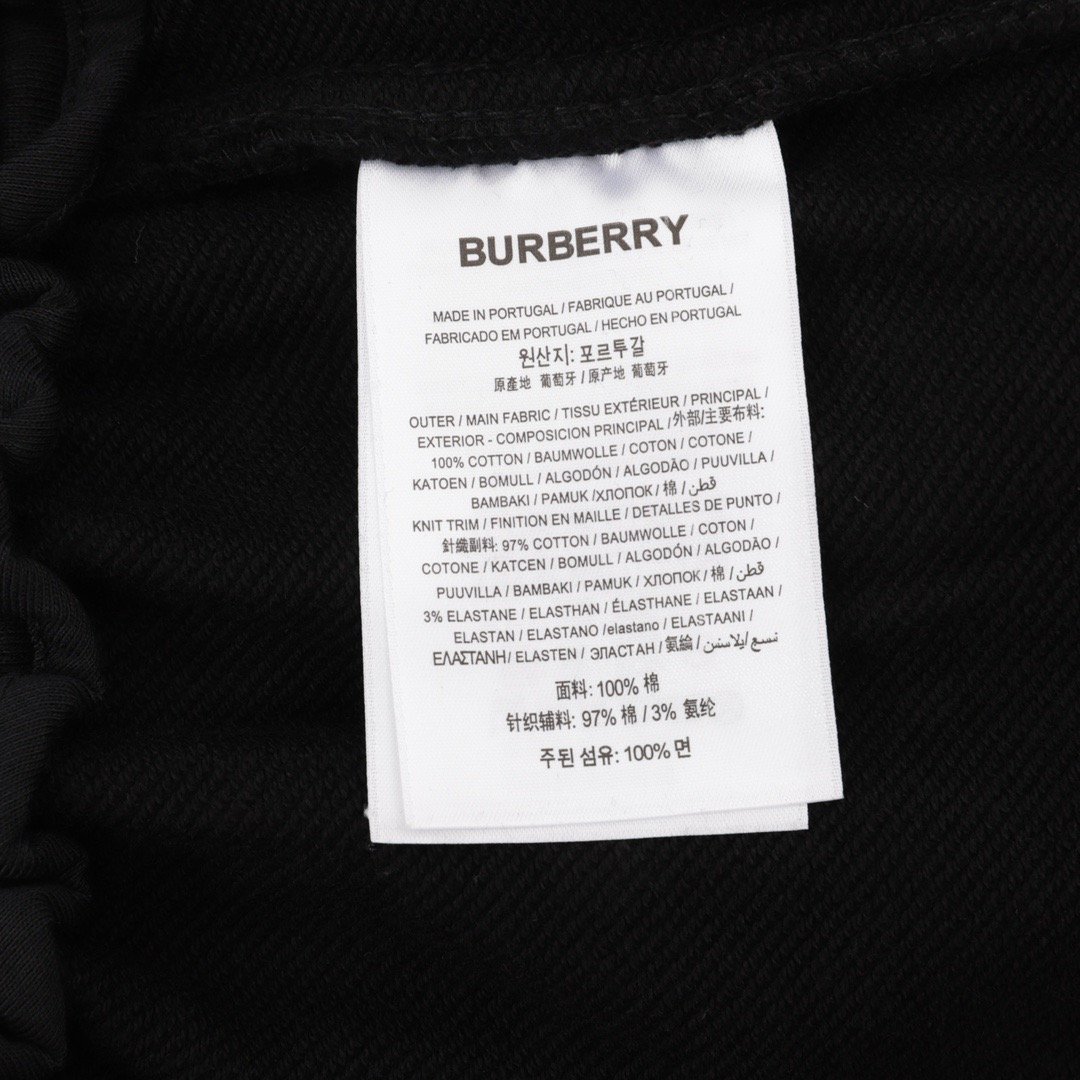 BURBERRY
MADE IN PORTUGAL / FABRIQUE AU PORTUGAL /
FABRICADO EM PORTUGAL / HECHO EN PORTUGAL
원산지: 포르투갈
原產地 葡萄牙 / 原产地 葡萄牙
OUTER / MAIN FABRIC / TISSU EXTÉRIEUR / PRINCIPAL /
EXTERIOR - COMPOSICION PRINCIPAL / 外部/主要布料:
100% COTTON / BAUMWOLLE / COTON / COTONE /
KATOEN / BOMULL / ALGODÓN / ALGODÃO / PUUVILLA /
BAMBAKI / PAMUK /ХЛОПОК / 棉 / قطن
KNIT TRIM / FINITION EN MAILLE / DETALLES DE PUNTO /
針織副料: 97% COTTON / BAUMWOLLE / COTON /
COTONE / KATCEN / BOMULL / ALGODÓN / ALGODÃO /
PUUVILLA / BAMBAKI / PAMUK / ХЛОПОК / 棉 / قطن
3% ELASTANE / ELASTHAN / ÉLASTHANE / ELASTAAN /
ELASTAN / ELASTANO /elastano / ELASTAANI /
ΕΛΑΣΤΑΝΗ/ ELASTEN / ЭЛАСТАН / 氨綸 / نسع/إيلاستن
面料: 100% 棉
针织辅料: 97% 棉 / 3% 氨纶
주된 섬유: 100% 면